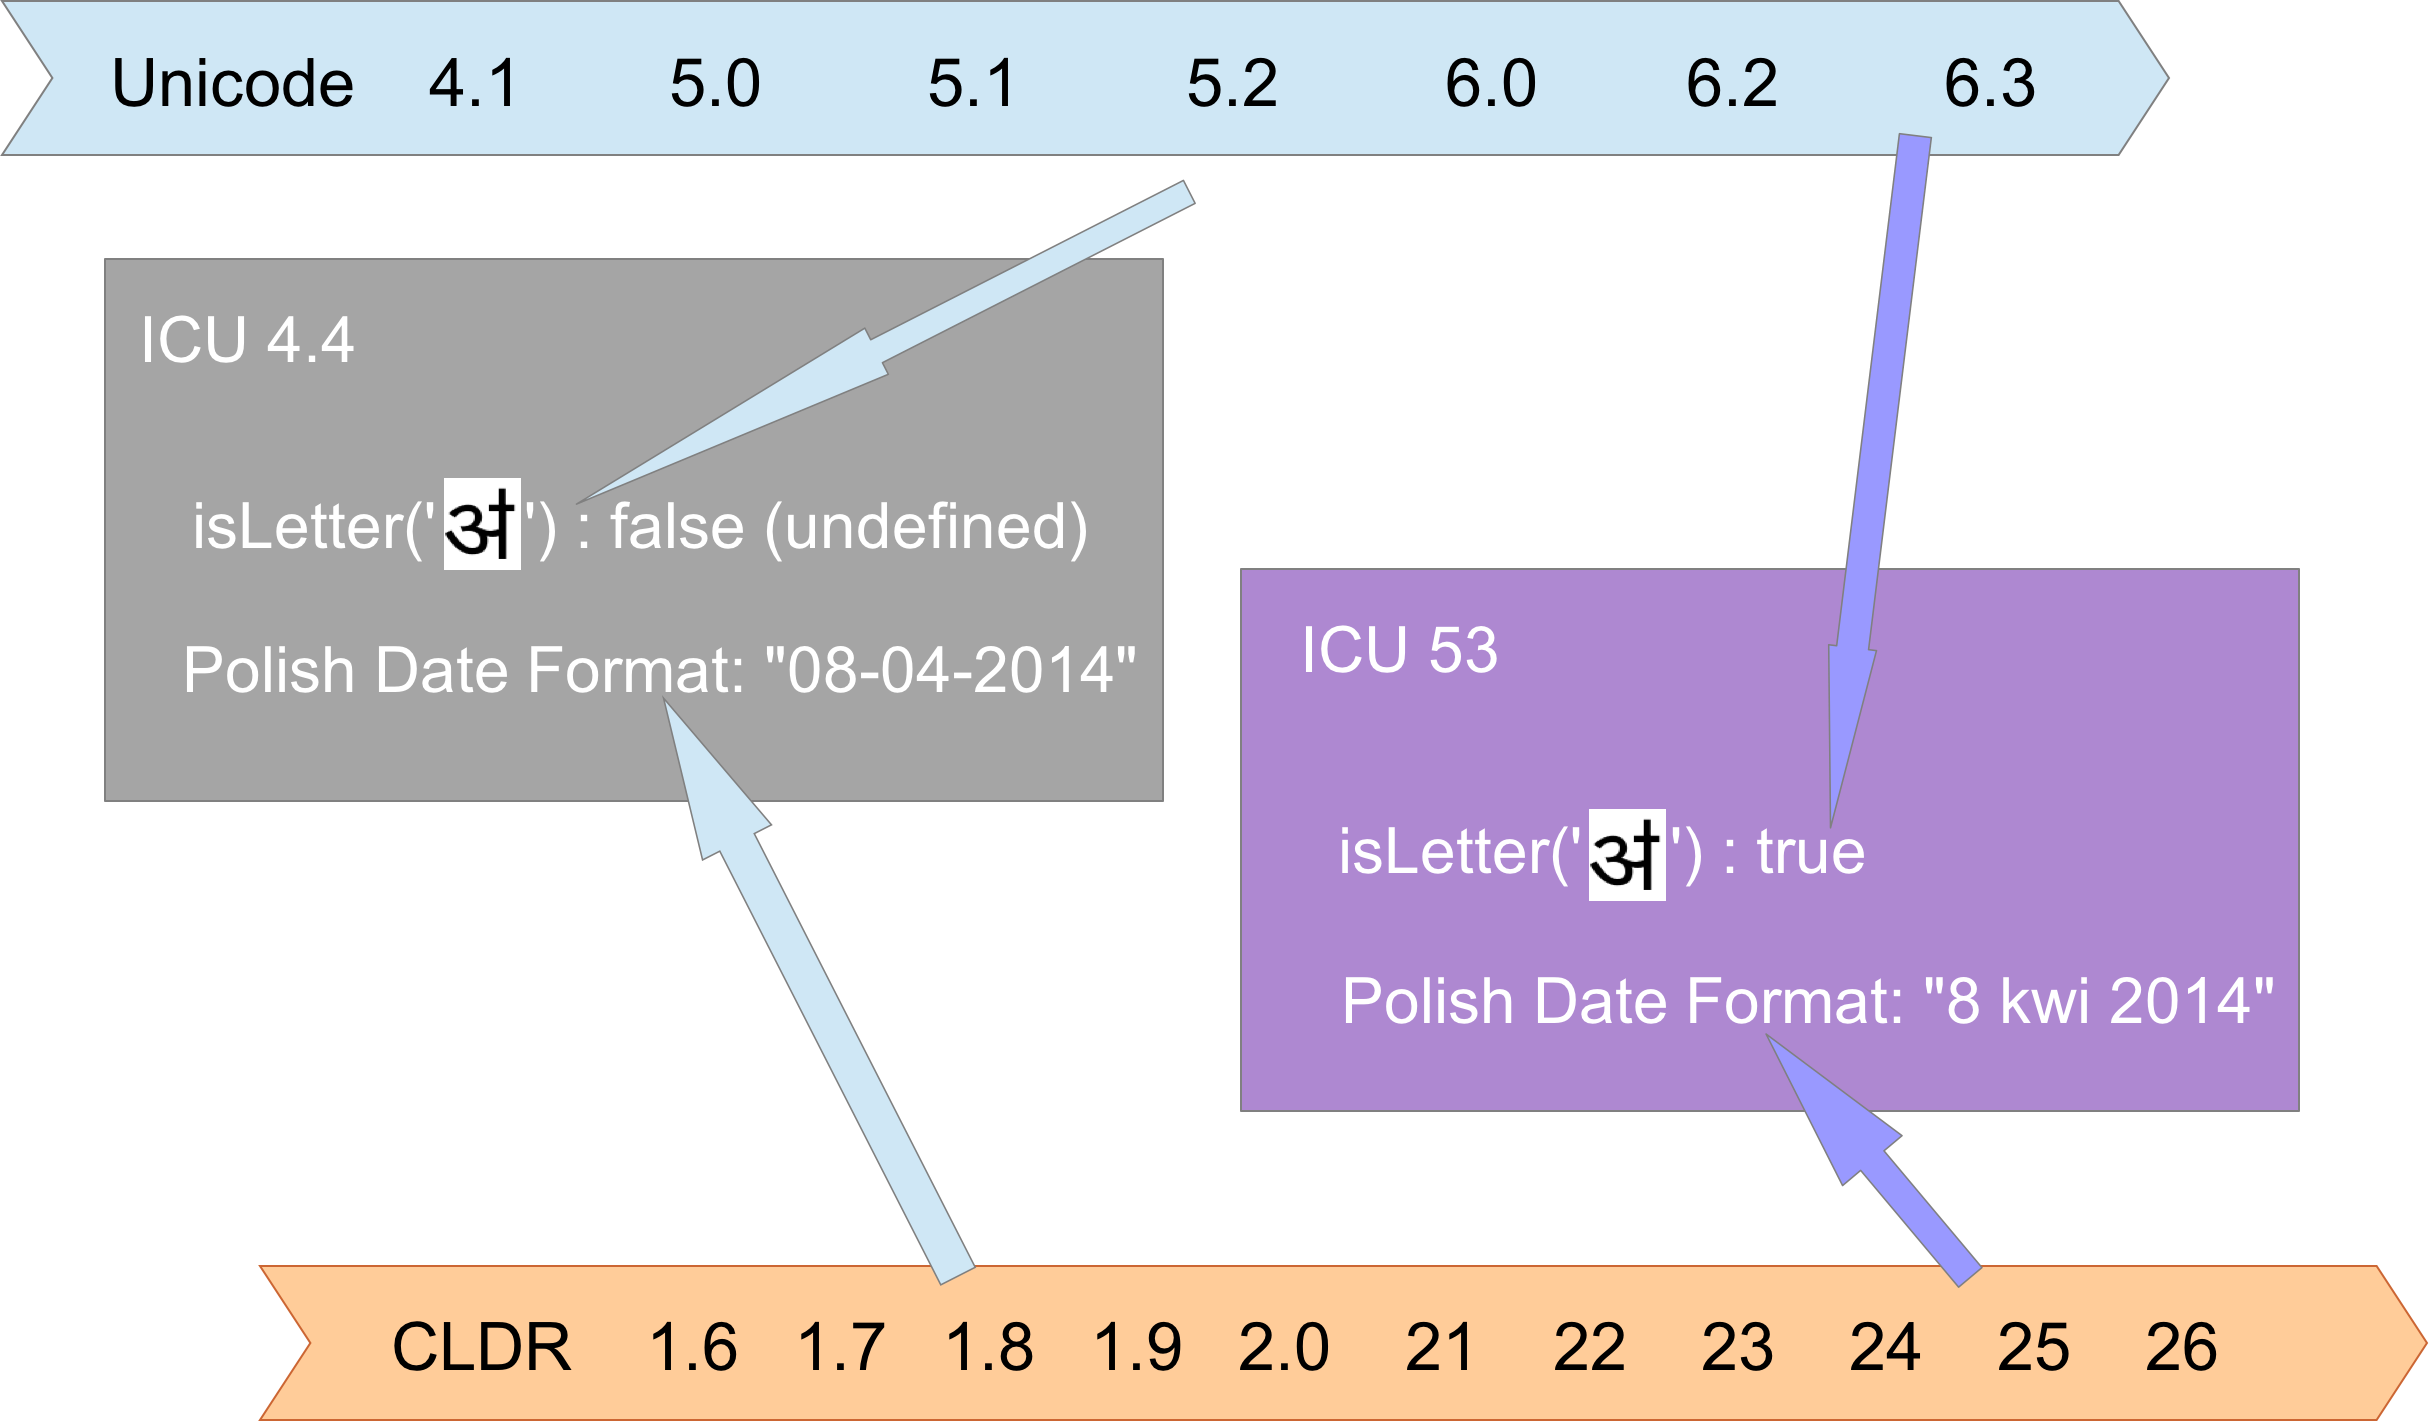 Unicode 4.1 5.0 5.1 5.2 6.0 6.2 6.3
ICU 4.4
isLetter('ॳ') : false (undefined)
Polish Date Format: "08-04-2014"
ICU 53
isLetter('ॳ') : true
Polish Date Format: "8 kwi 2014"
CLDR 1.6 1.7 1.8 1.9 2.0 21 22 23 24 25 26